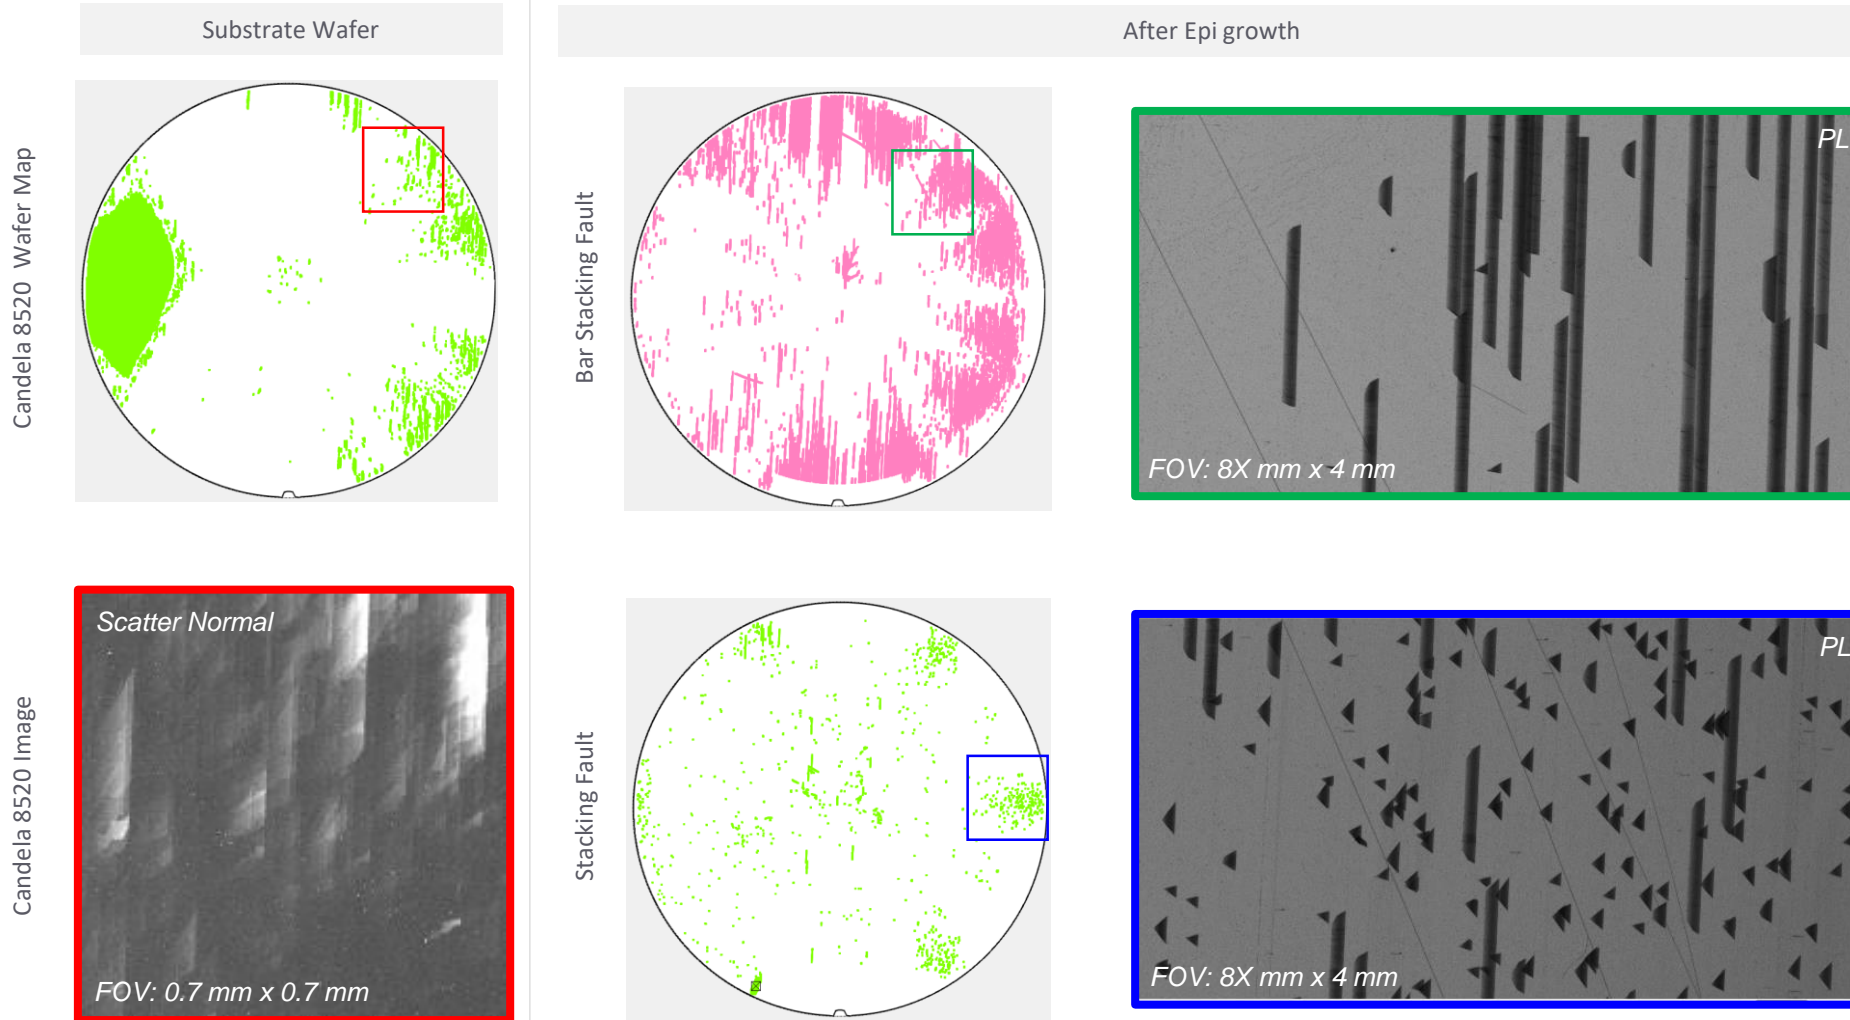 Substrate Wafer
After Epi growth
Candela 8520 Wafer Map
Bar Stacking Fault
PL
FOV: 8X mm x 4 mm
Candela 8520 Image
Scatter Normal
FOV: 0.7 mm x 0.7 mm
Stacking Fault
PL
FOV: 8X mm x 4 mm